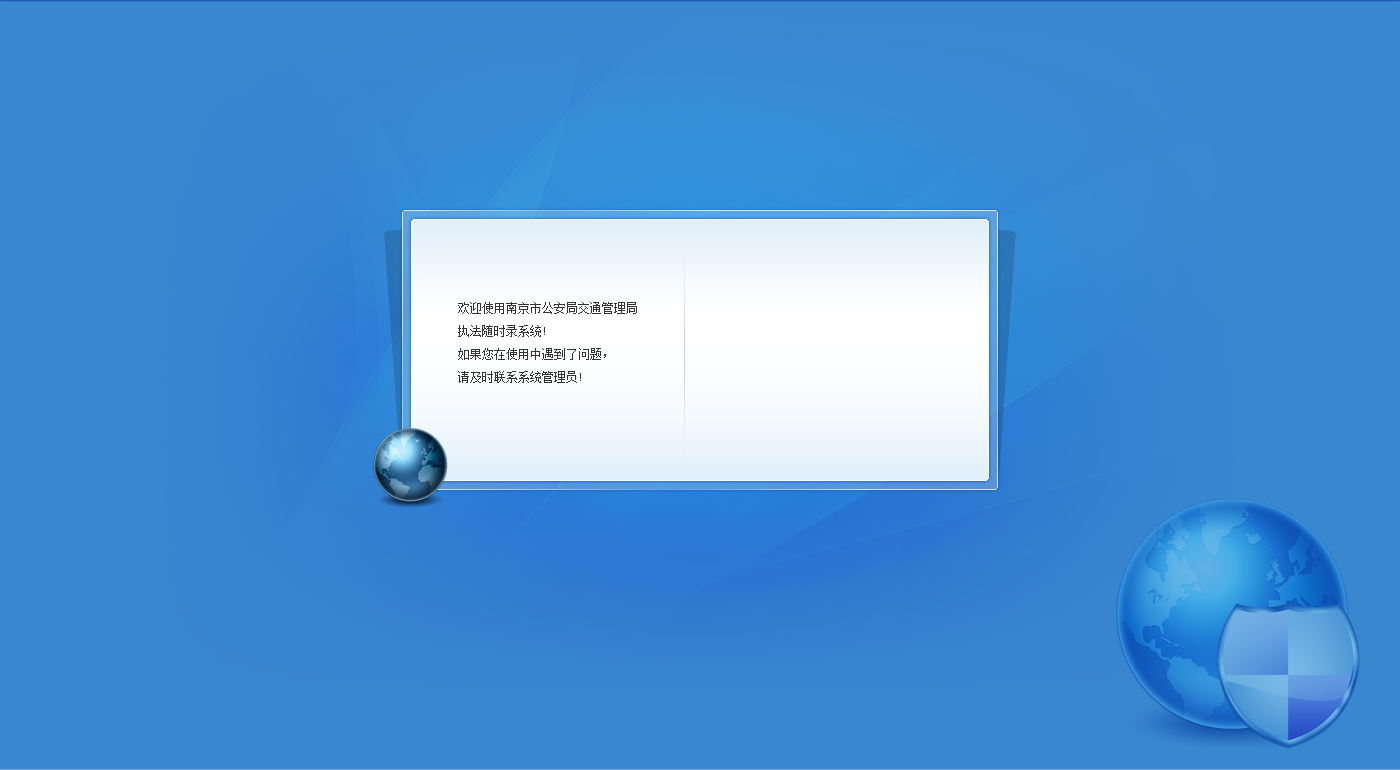 欢迎使用南京市公安局交通管理局
执法随时录系统!
如果您在使用中遇到了问题，
请及时联系系统管理员!